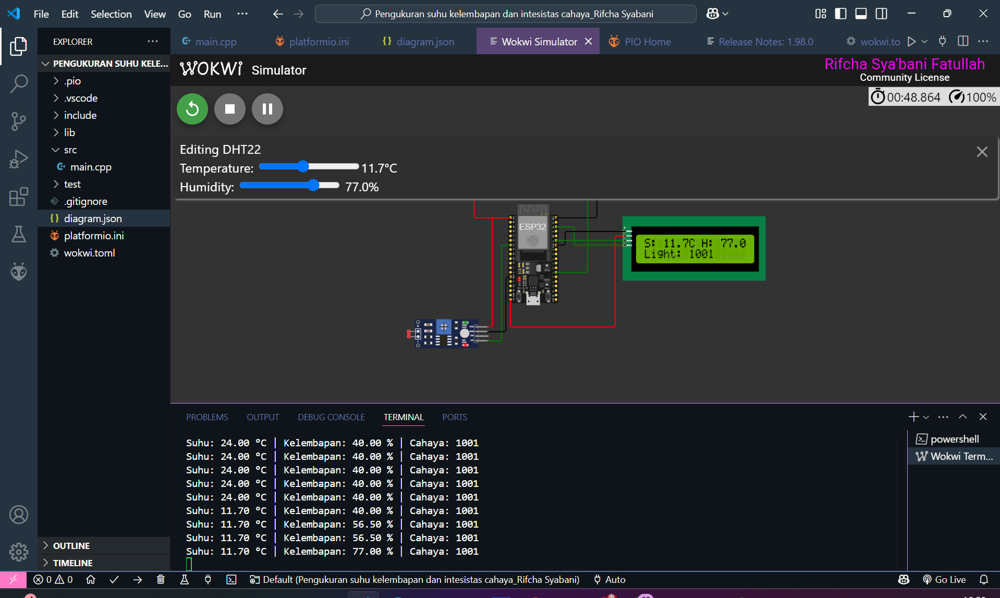 File Edit Selection View Go Run ···
Pengukuran suhu kelembapan dan intesistas cahaya_Rifcha Syabani
EXPLORER
main.cpp
platformio.ini
{} diagram.json
Wokwi Simulator
PIO Home
Release Notes: 1.98.0
wokwi.to
PENGUKURAN SUHU KELE...
.pio
.vscode
include
lib
src
main.cpp
test
.gitignore
{} diagram.json
platformio.ini
wokwi.toml
OUTLINE
TIMELINE
WOKWI Simulator
Rifcha Sya'bani Fatullah
Community License
00:48.864 100%
Editing DHT22
Temperature: 11.7°C
Humidity: 77.0%
ESP32
S: 11.7C H: 77.0
Light: 1001
PROBLEMS OUTPUT DEBUG CONSOLE TERMINAL PORTS
Suhu: 24.00 °C | Kelembapan: 40.00 % | Cahaya: 1001
Suhu: 24.00 °C | Kelembapan: 40.00 % | Cahaya: 1001
Suhu: 24.00 °C | Kelembapan: 40.00 % | Cahaya: 1001
Suhu: 24.00 °C | Kelembapan: 40.00 % | Cahaya: 1001
Suhu: 24.00 °C | Kelembapan: 40.00 % | Cahaya: 1001
Suhu: 11.70 °C | Kelembapan: 40.00 % | Cahaya: 1001
Suhu: 11.70 °C | Kelembapan: 56.50 % | Cahaya: 1001
Suhu: 11.70 °C | Kelembapan: 56.50 % | Cahaya: 1001
Suhu: 11.70 °C | Kelembapan: 77.00 % | Cahaya: 1001
powershell
Wokwi Term...
0 0
Default (Pengukuran suhu kelembapan dan intesistas cahaya_Rifcha Syabani)
Auto
Go Live